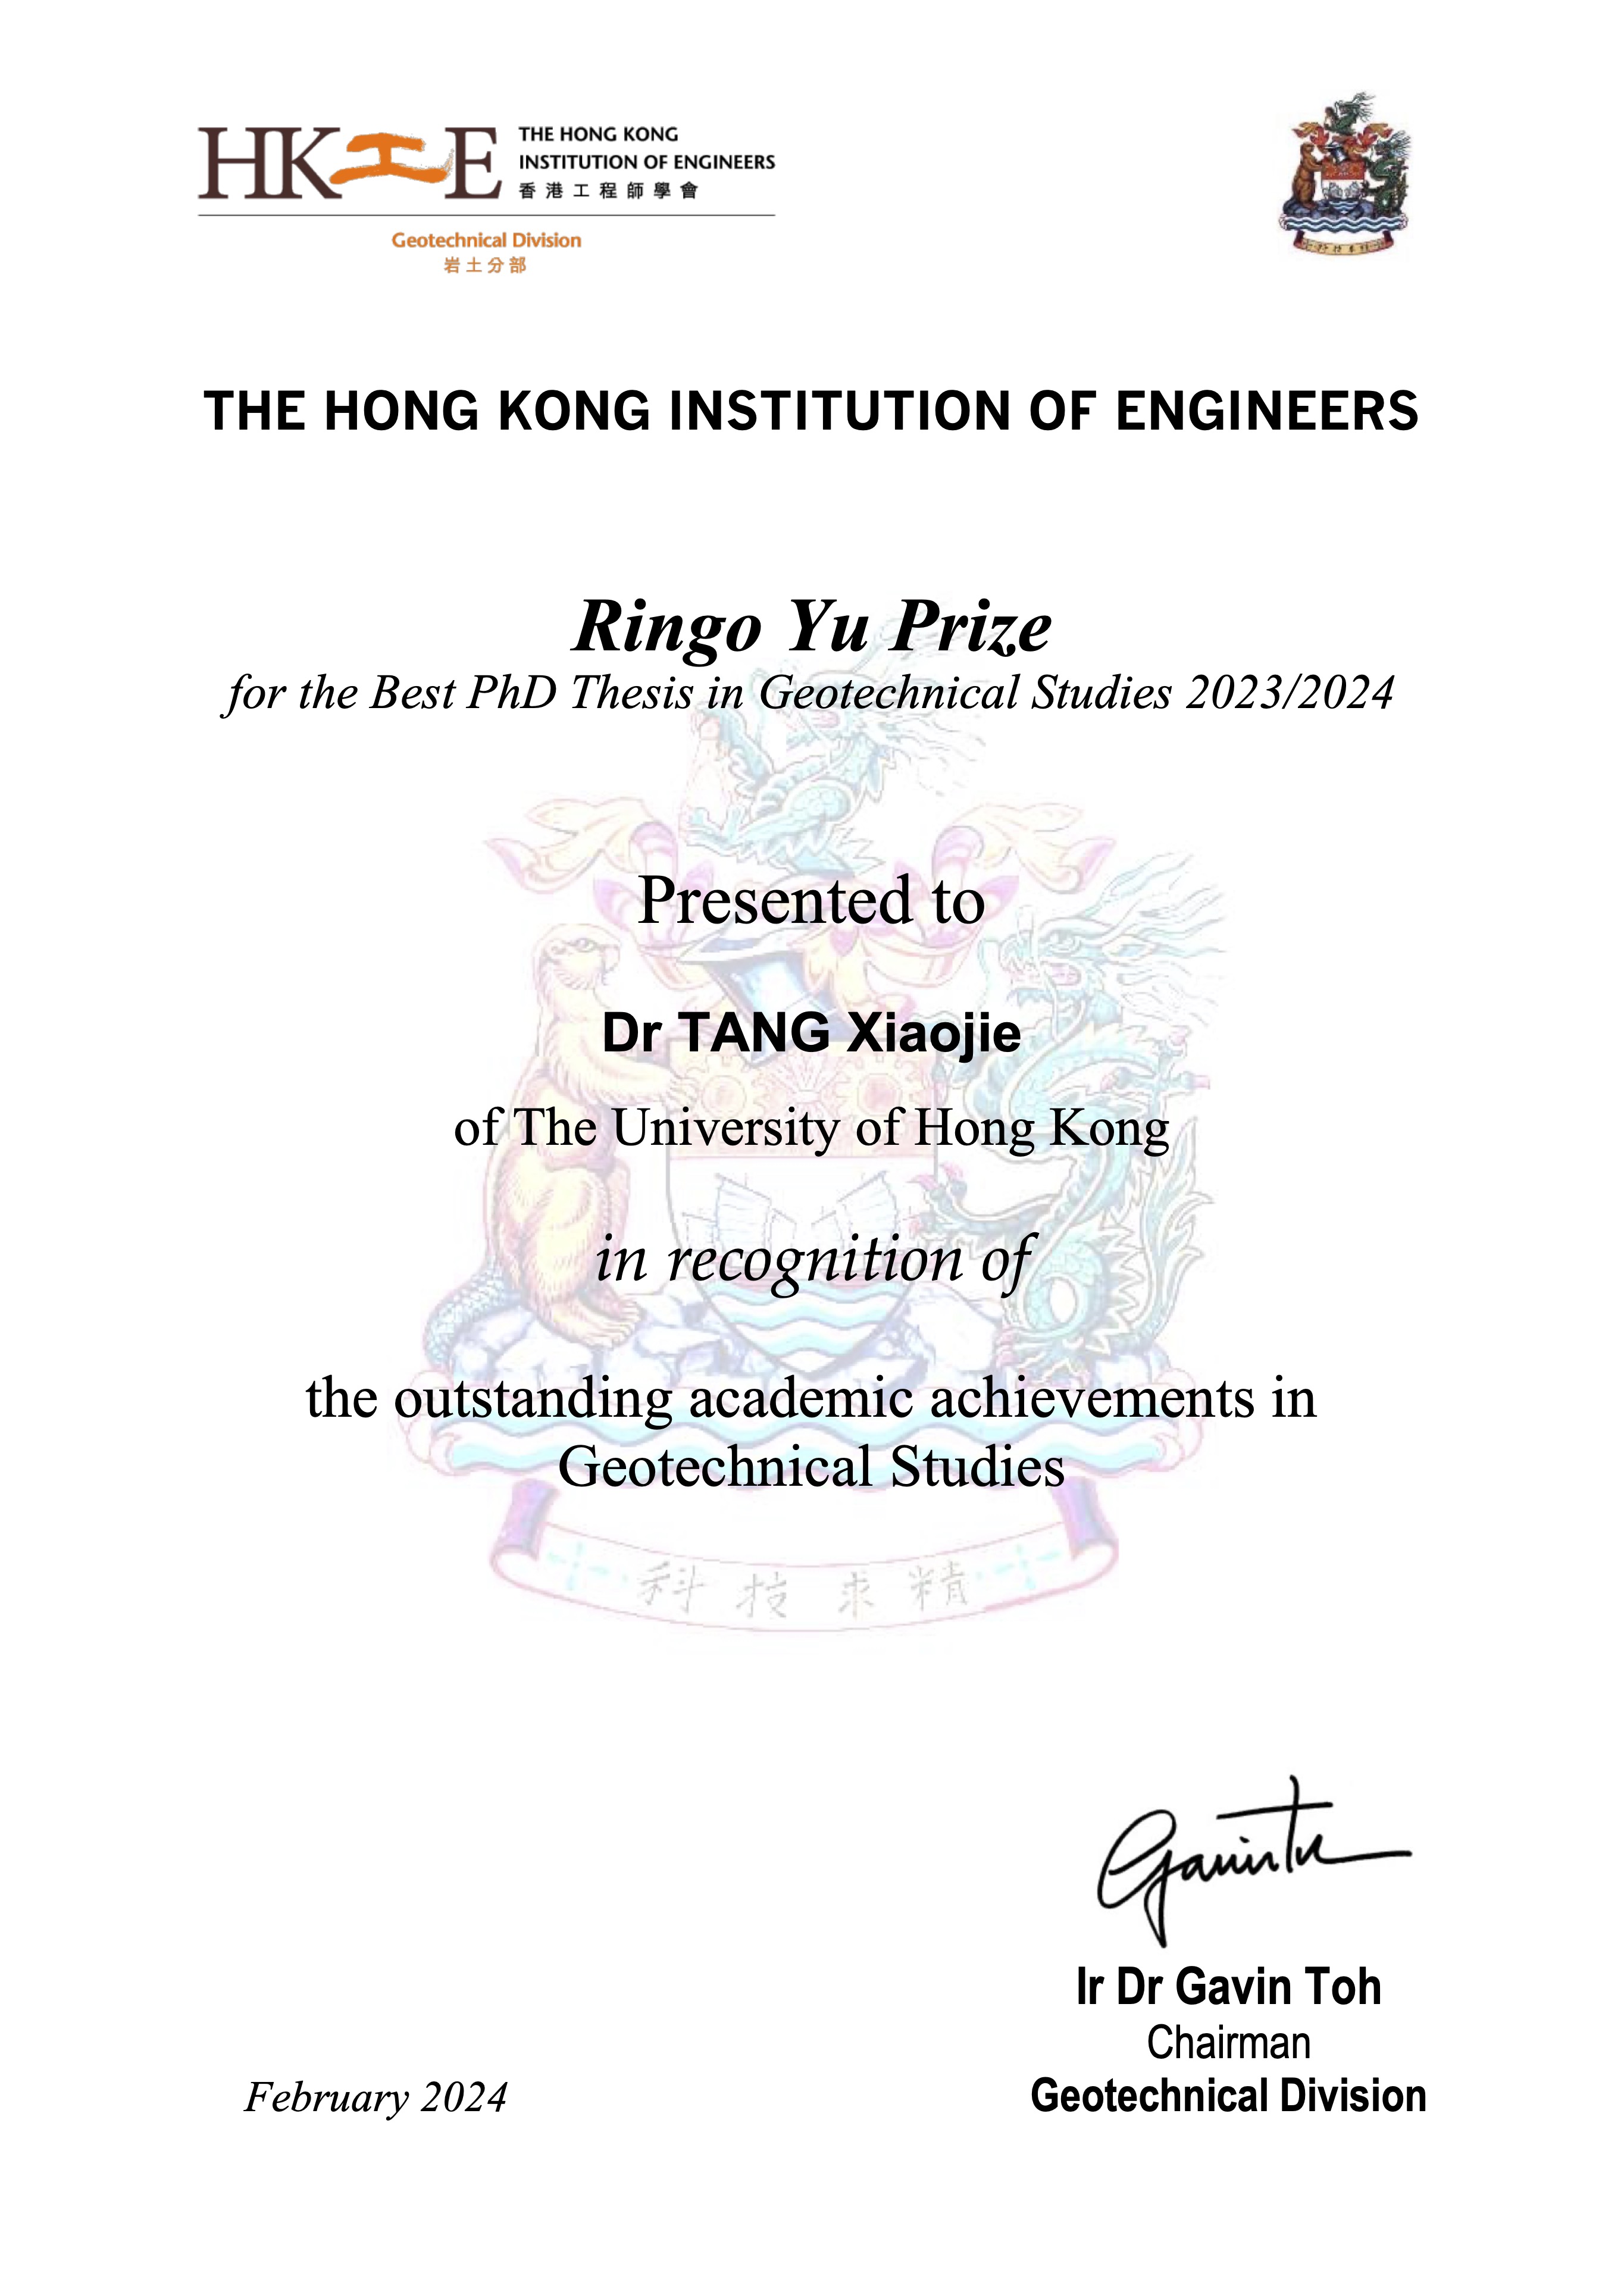 HKIE
THE HONG KONG
INSTITUTION OF ENGINEERS
香港工程師學會
Geotechnical Division
岩土分部
THE HONG KONG INSTITUTION OF ENGINEERS
Ringo Yu Prize
for the Best PhD Thesis in Geotechnical Studies 2023/2024
Presented to
Dr TANG Xiaojie
of The University of Hong Kong
in recognition of
the outstanding academic achievements in
Geotechnical Studies
科技求精
Ir Dr Gavin Toh
Chairman
Geotechnical Division
February 2024